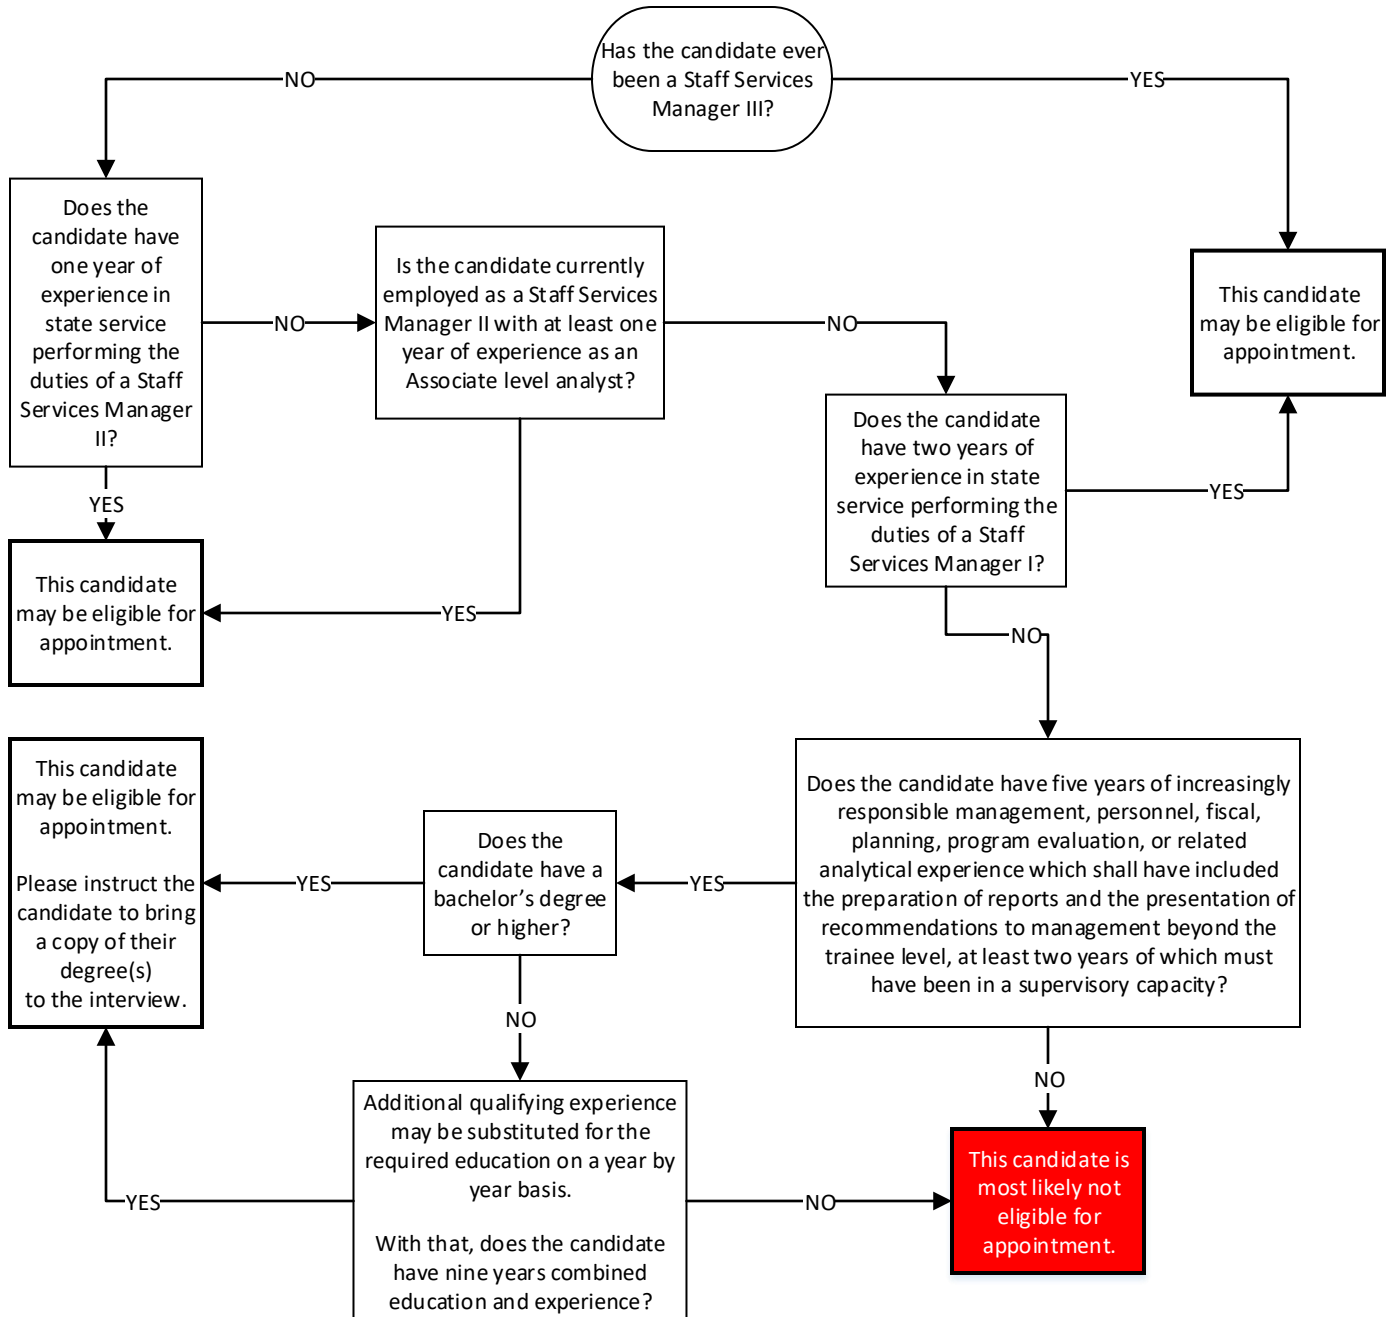 Has the candidate ever
been a Staff Services
Manager III?
NO
YES
Does the
candidate have
one year of
experience in
state service
performing the
duties of a Staff
Services Manager
II?
NO
Is the candidate currently
employed as a Staff Services
Manager II with at least one
year of experience as an
Associate level analyst?
NO
This candidate
may be eligible for
appointment.
Does the candidate
have two years of
experience in state
service performing the
duties of a Staff
Services Manager I?
YES
YES
This candidate
may be eligible for
appointment.
YES
NO
This candidate
may be eligible for
appointment.
Please instruct the
candidate to bring
a copy of their
degree(s)
to the interview.
YES
Does the
candidate have a
bachelor’s degree
or higher?
YES
Does the candidate have five years of increasingly
responsible management, personnel, fiscal,
planning, program evaluation, or related
analytical experience which shall have included
the preparation of reports and the presentation of
recommendations to management beyond the
trainee level, at least two years of which must
have been in a supervisory capacity?
NO
NO
YES
Additional qualifying experience
may be substituted for the
required education on a year by
year basis.
With that, does the candidate
have nine years combined
education and experience?
NO
This candidate is
most likely not
eligible for
appointment.